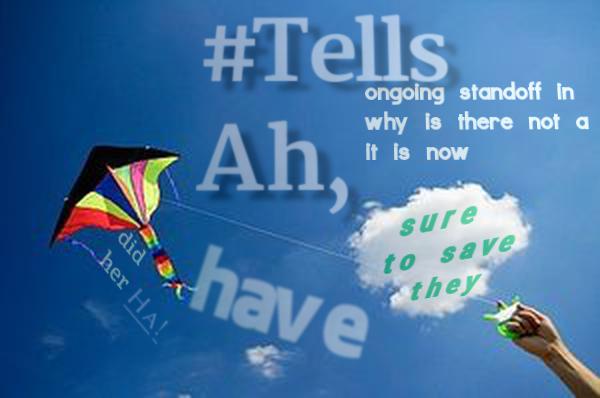 #Tells
ongoing standoff in
why is there not a
it is now
Ah,
sure
to save
they
did
her HA!
have